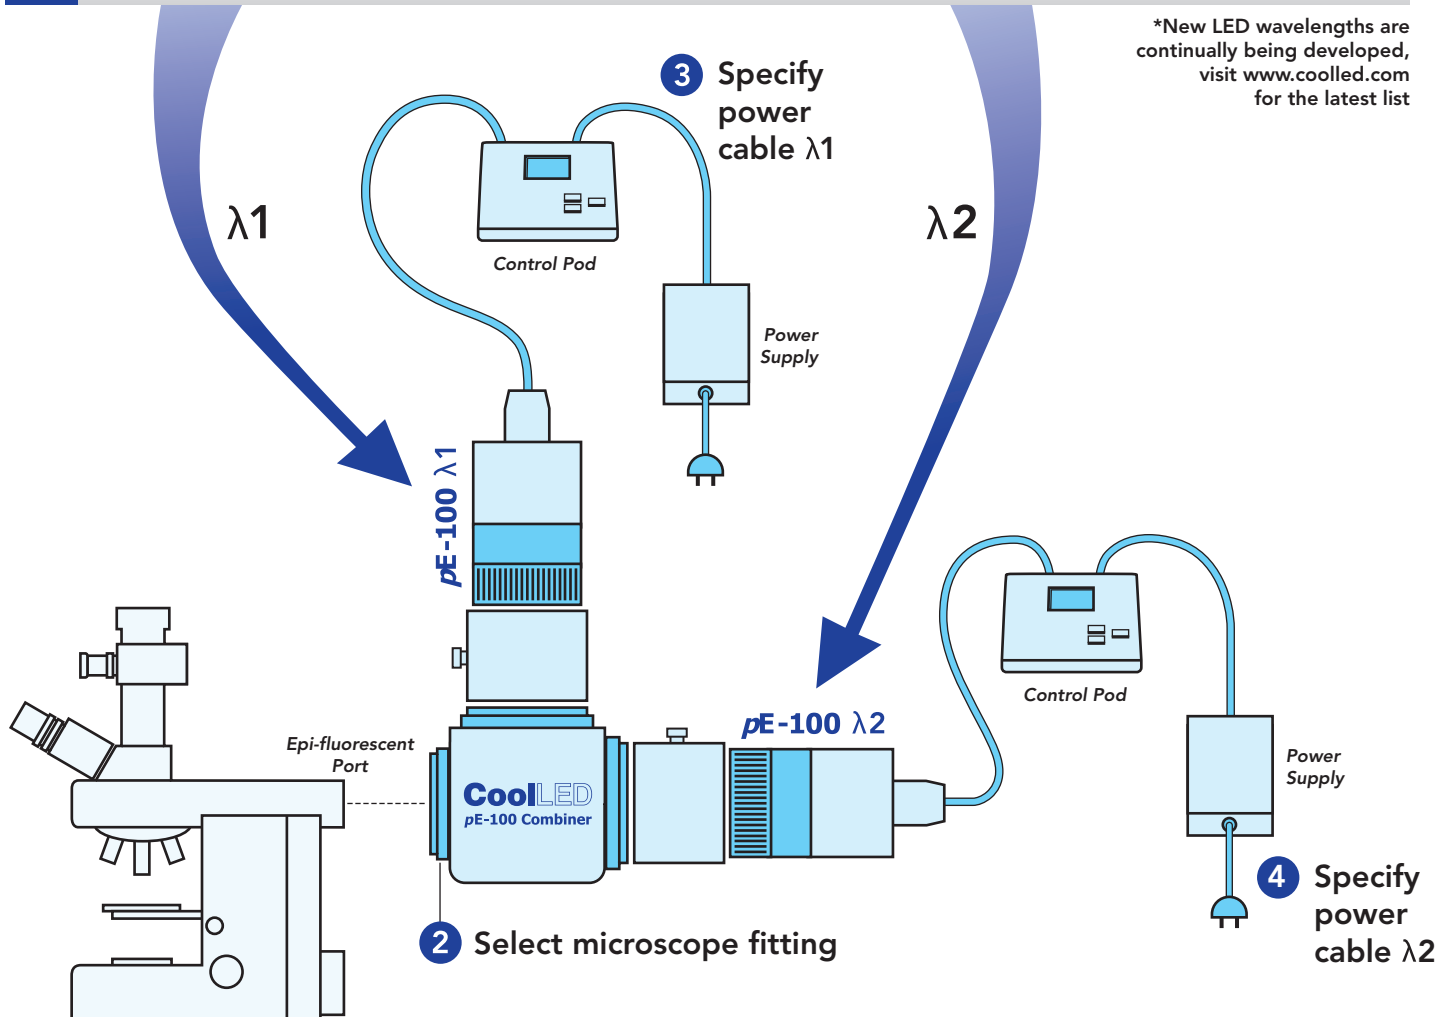 *New LED wavelengths are
continually being developed,
visit www.coolled.com
for the latest list
3 Specify
power
cable λ1
λ1
λ2
Control Pod
Power
Supply
pE-100 λ1
Control Pod
pE-100 λ2
Epi-fluorescent
Port
Power
Supply
CoolLED
pE-100 Combiner
4 Specify
power
cable λ2
2 Select microscope fitting